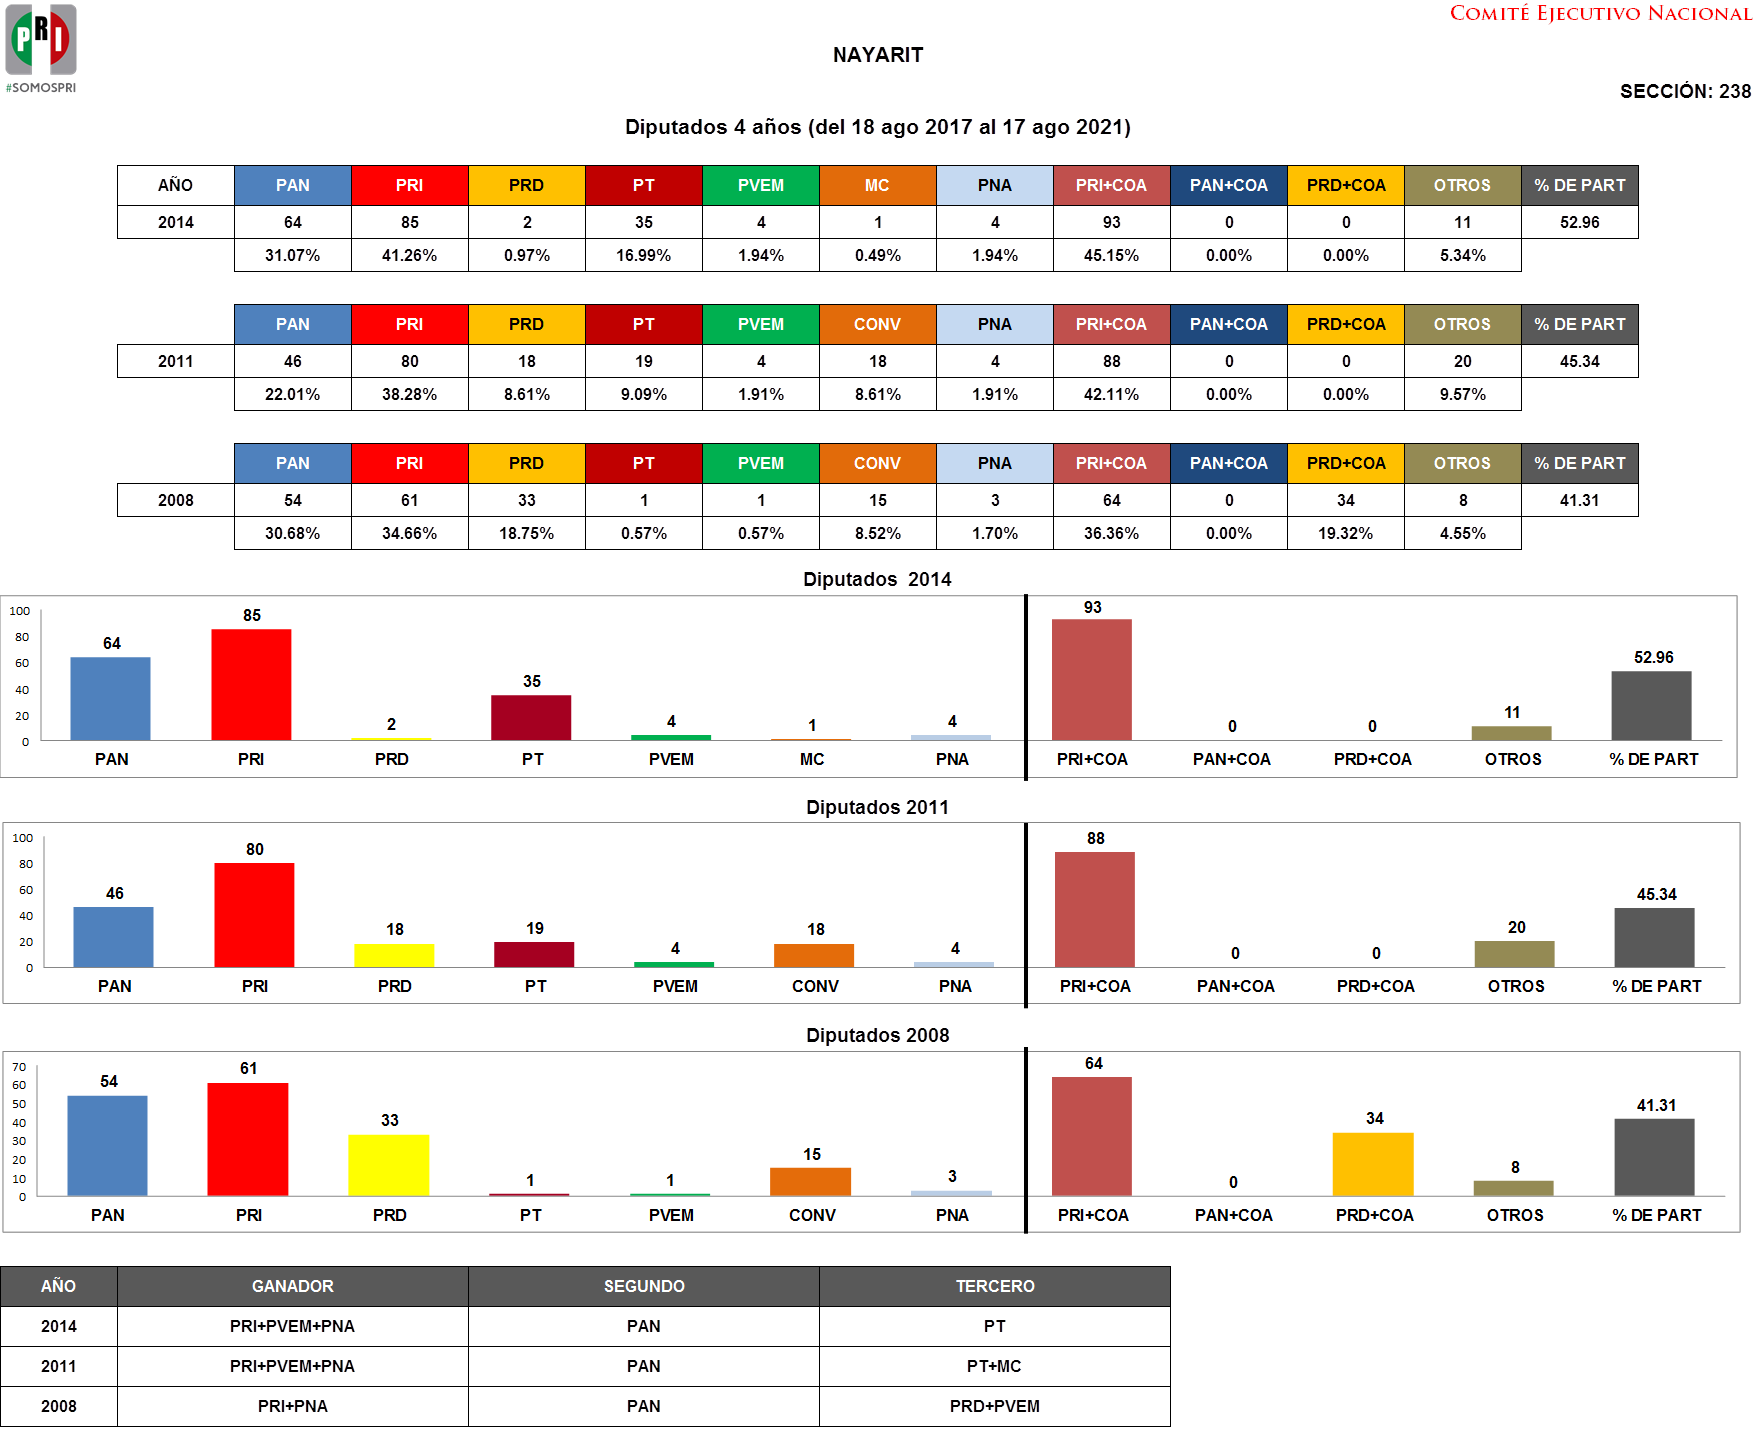 PRI
#SOMOSPRI
COMITÉ EJECUTIVO NACIONAL
NAYARIT
SECCIÓN: 238
Diputados 4 años (del 18 ago 2017 al 17 ago 2021)
AÑO PAN PRI PRD PT PVEM MC PNA PRI+COA PAN+COA PRD+COA OTROS % DE PART
2014 64 85 2 35 4 1 4 93 0 0 11 52.96
31.07% 41.26% 0.97% 16.99% 1.94% 0.49% 1.94% 45.15% 0.00% 0.00% 5.34%
PAN PRI PRD PT PVEM CONV PNA PRI+COA PAN+COA PRD+COA OTROS % DE PART
2011 46 80 18 19 4 18 4 88 0 0 20 45.34
22.01% 38.28% 8.61% 9.09% 1.91% 8.61% 1.91% 42.11% 0.00% 0.00% 9.57%
PAN PRI PRD PT PVEM CONV PNA PRI+COA PAN+COA PRD+COA OTROS % DE PART
2008 54 61 33 1 1 15 3 64 0 34 8 41.31
30.68% 34.66% 18.75% 0.57% 0.57% 8.52% 1.70% 36.36% 0.00% 19.32% 4.55%
Diputados 2014
100
80
60
40
20
0
64 85 2 35 4 1 4 93 0 0 11 52.96
PAN PRI PRD PT PVEM MC PNA PRI+COA PAN+COA PRD+COA OTROS % DE PART
Diputados 2011
100
80
60
40
20
0
46 80 18 19 4 18 4 88 0 0 20 45.34
PAN PRI PRD PT PVEM CONV PNA PRI+COA PAN+COA PRD+COA OTROS % DE PART
Diputados 2008
70
60
50
40
30
20
10
0
54 61 33 1 1 15 3 64 0 34 8 41.31
PAN PRI PRD PT PVEM CONV PNA PRI+COA PAN+COA PRD+COA OTROS % DE PART
AÑO GANADOR SEGUNDO TERCERO
2014 PRI+PVEM+PNA PAN PT
2011 PRI+PVEM+PNA PAN PT+MC
2008 PRI+PNA PAN PRD+PVEM